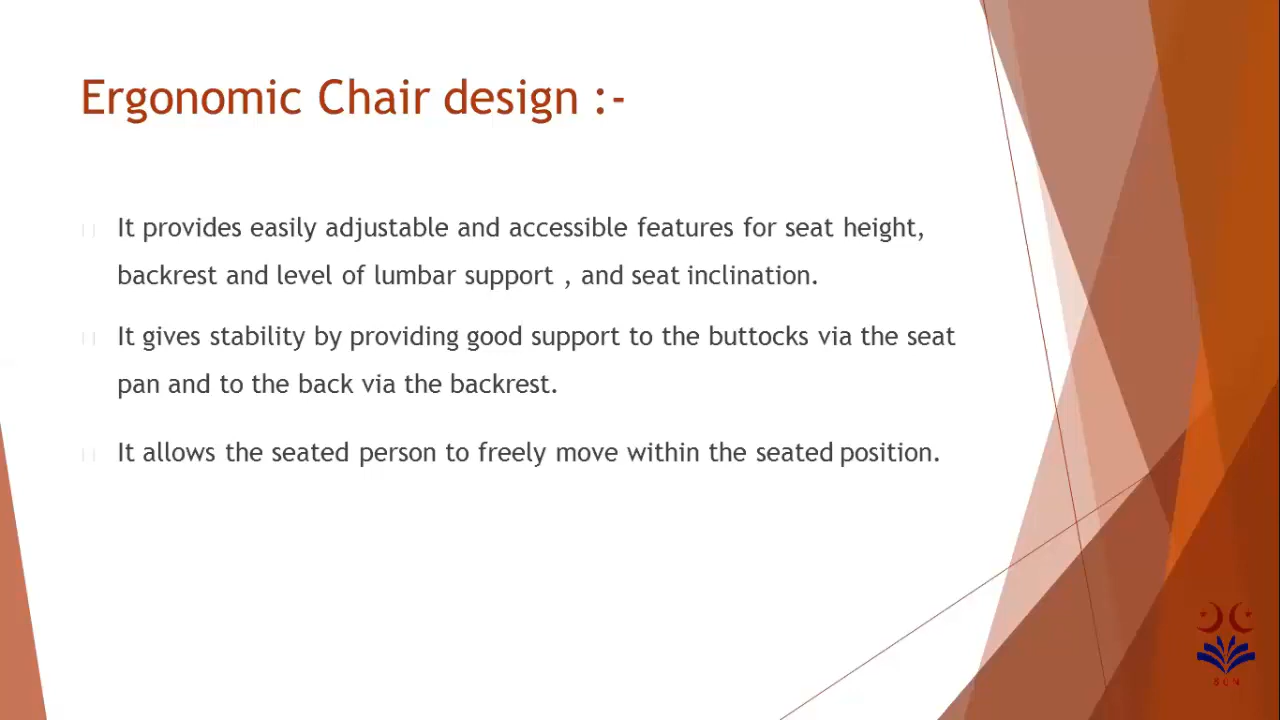 Ergonomic Chair design :-
It provides easily adjustable and accessible features for seat height,
backrest and level of lumbar support , and seat inclination.
It gives stability by providing good support to the buttocks via the seat
pan and to the back via the backrest.
It allows the seated person to freely move within the seated position.